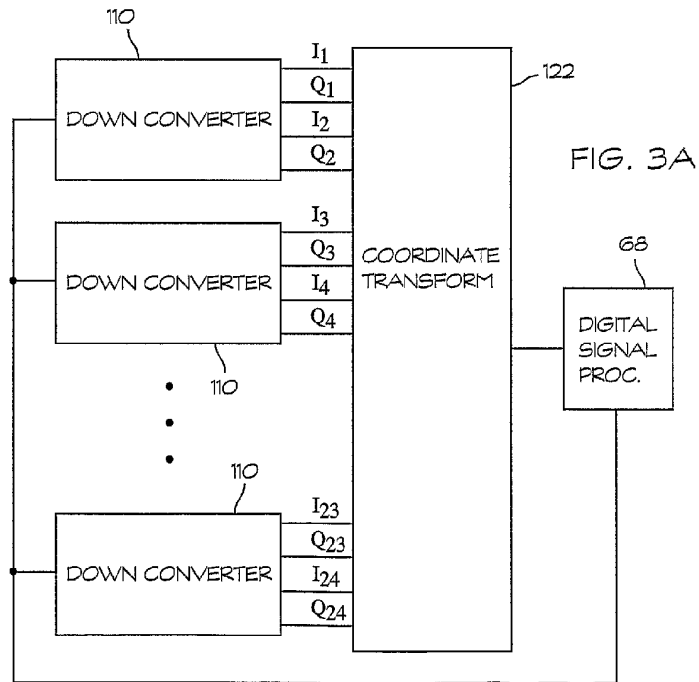 110
DOWN CONVERTER
I1
Q1
I2
Q2
122
FIG. 3A
DOWN CONVERTER
110
I3
Q3
I4
Q4
COORDINATE
TRANSFORM
68
DIGITAL
SIGNAL
PROC.
110
DOWN CONVERTER
I23
Q23
I24
Q24